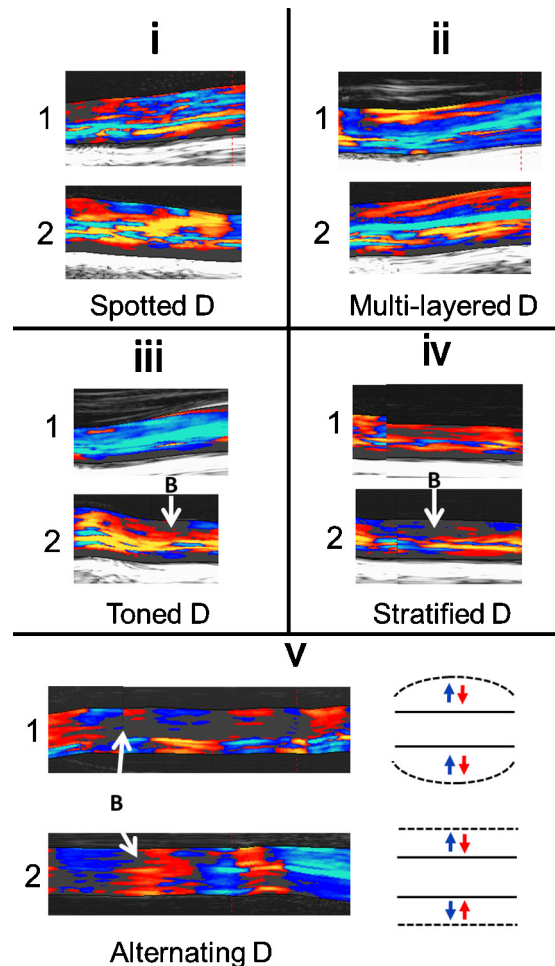 i
1
2
Spotted D
ii
1
2
Multi-layered D
iii
1
B
2
Toned D
iv
1
B
2
Stratified D
v
1
B
2
Alternating D